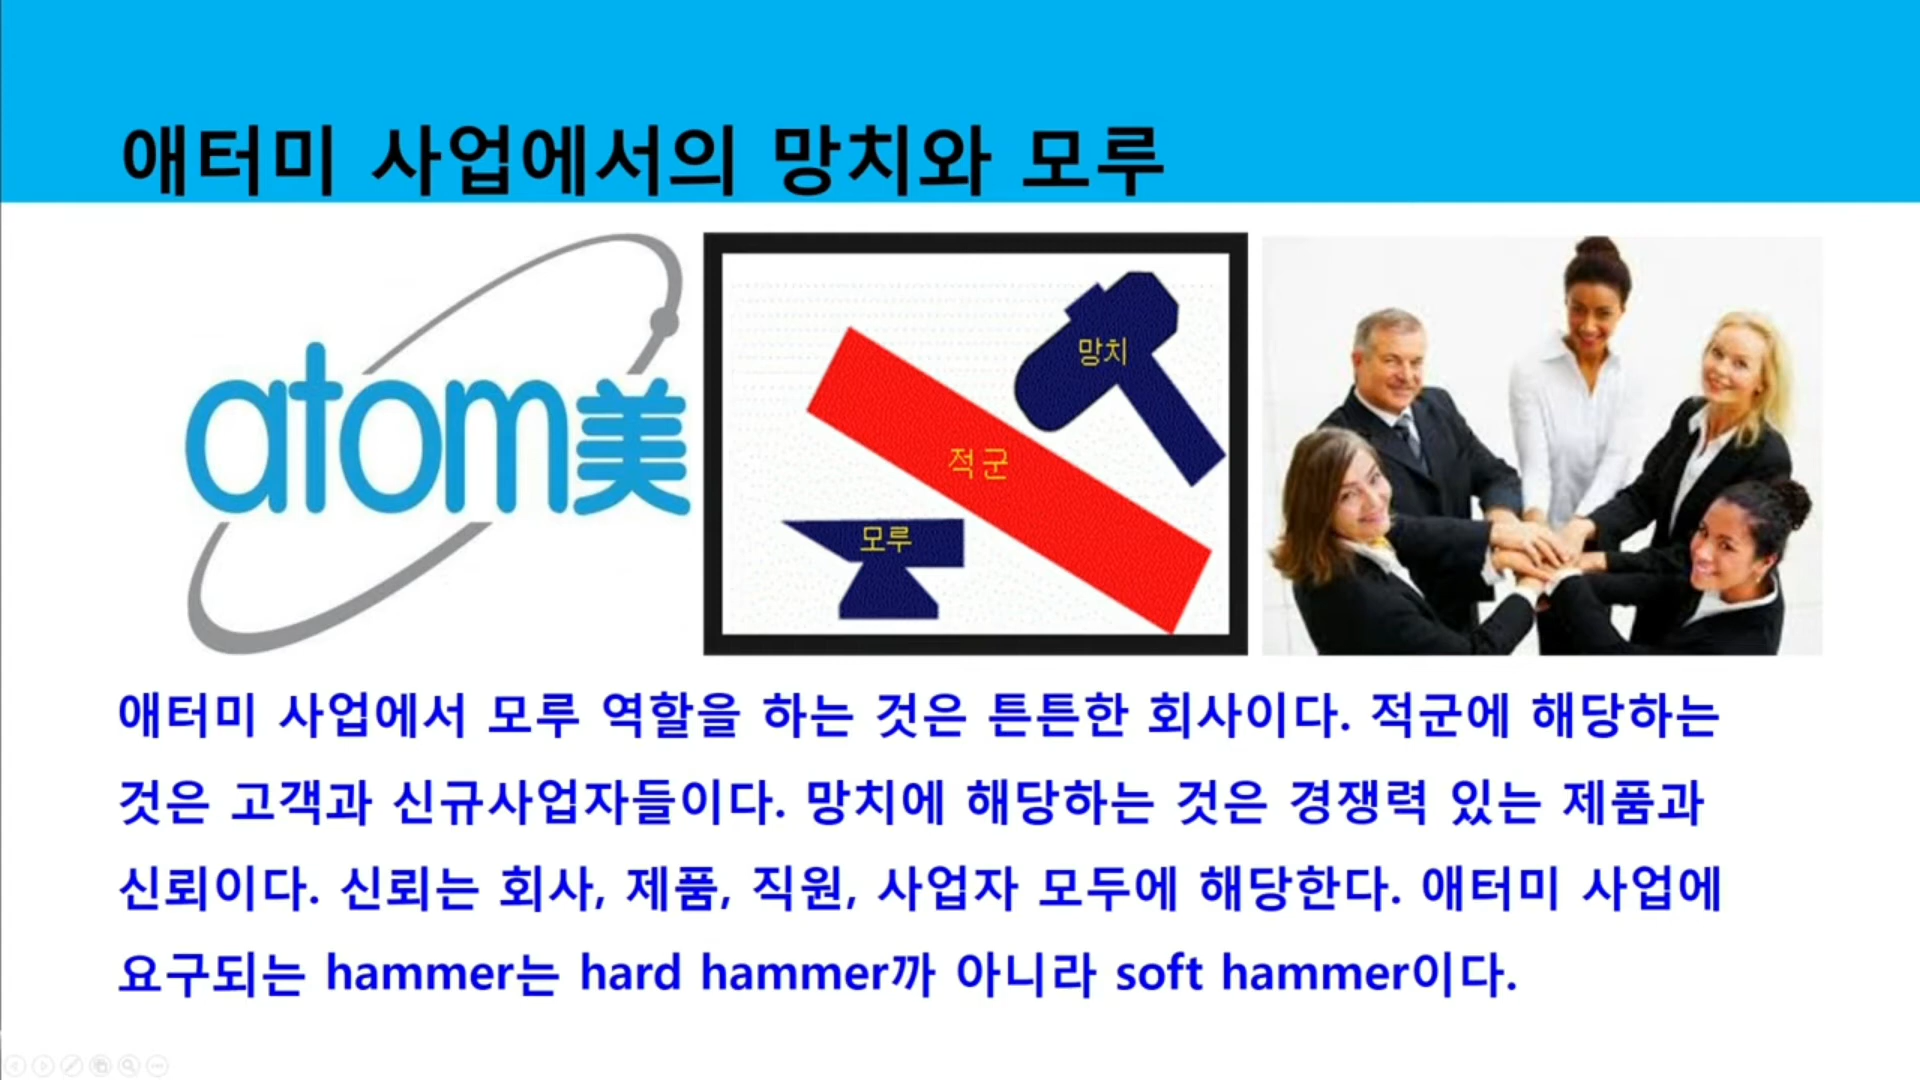 애터미 사업에서의 망치와 모루
atom美
망치
적군
모루
애터미 사업에서 모루 역할을 하는 것은 튼튼한 회사이다. 적군에 해당하는
것은 고객과 신규사업자들이다. 망치에 해당하는 것은 경쟁력 있는 제품과
신뢰이다. 신뢰는 회사, 제품, 직원, 사업자 모두에 해당한다. 애터미 사업에
요구되는 hammer는 hard hammer까 아니라 soft hammer이다.